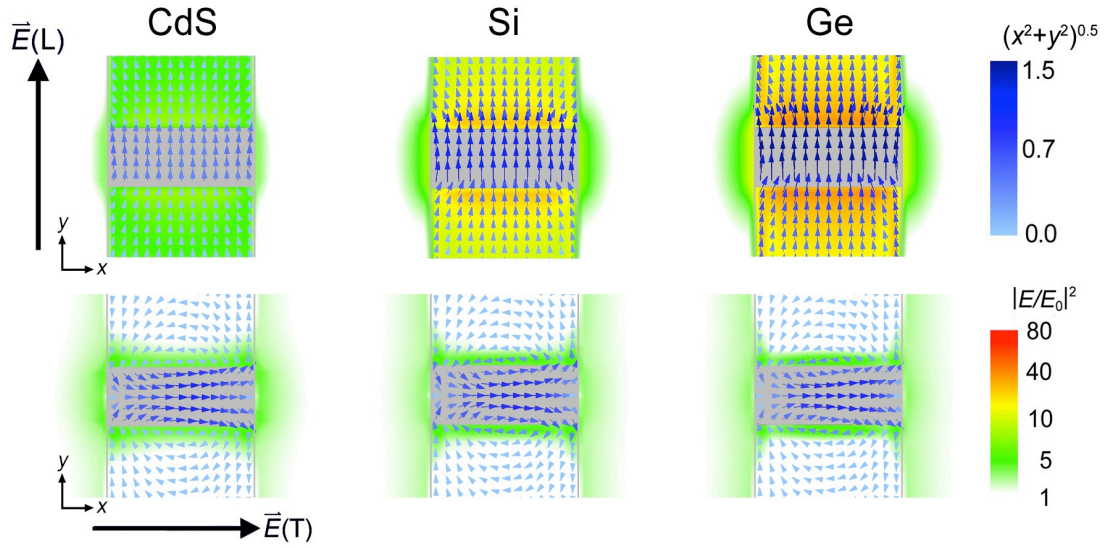 CdS Si Ge
E⃗(L)
(x²+y²)⁰·⁵
1.5
0.7
0.0
y
x
|E/E₀|²
80
40
10
5
1
y
x
E⃗(T)